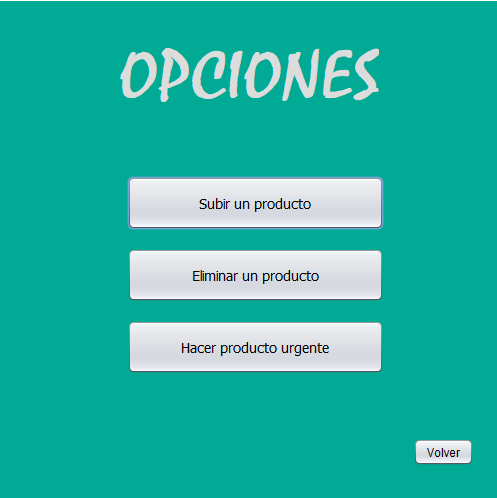 OPCIONES
Subir un producto
Eliminar un producto
Hacer producto urgente
Volver